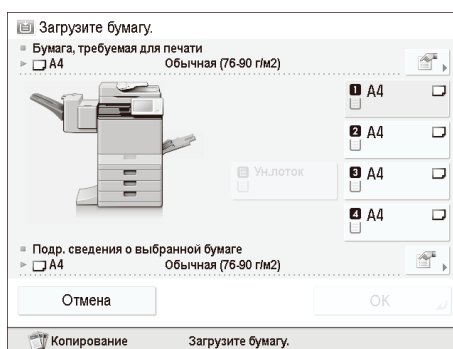 Загрузите бумагу.
Бумага, требуемая для печати
A4 Обычная (76-90 г/м2)
1 A4
2 A4
Ун.лоток
3 A4
4 A4
Подр. сведения о выбранной бумаге
A4 Обычная (76-90 г/м2)
Отмена OK
Копирование Загрузите бумагу.